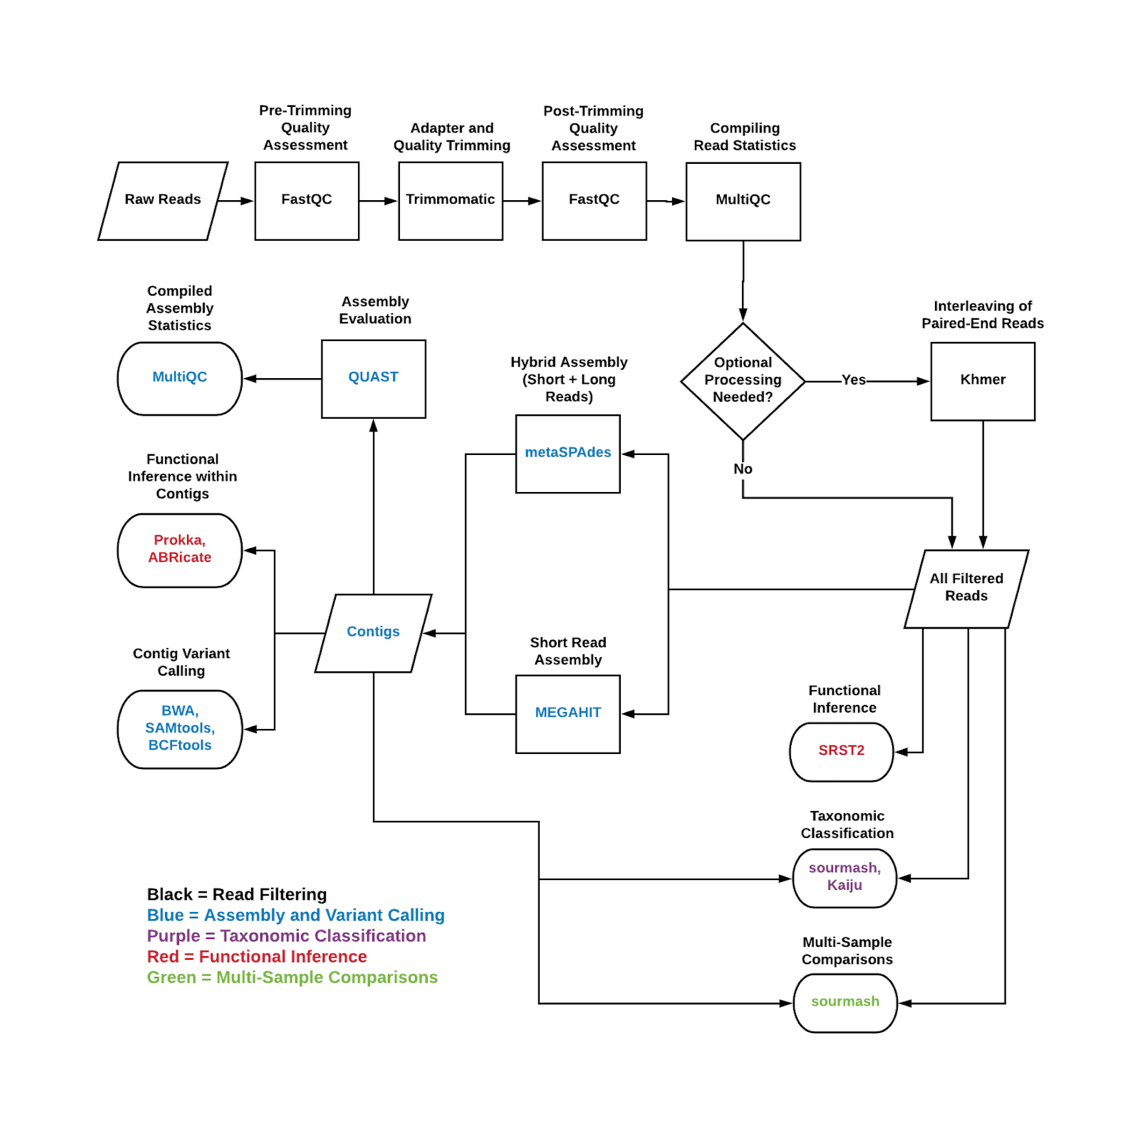 Pre-Trimming
Quality
Assessment
Adapter and
Quality Trimming
Post-Trimming
Quality
Assessment
Compiling
Read Statistics
Raw Reads
FastQC
Trimmomatic
FastQC
MultiQC
Compiled
Assembly
Statistics
MultiQC
Assembly
Evaluation
QUAST
Hybrid Assembly
(Short + Long
Reads)
metaSPAdes
Optional
Processing
Needed?
Yes
No
Interleaving of
Paired-End Reads
Khmer
Functional
Inference within
Contigs
Prokka,
ABRicate
All Filtered
Reads
Contigs
Short Read
Assembly
MEGAHIT
Contig Variant
Calling
BWA,
SAMtools,
BCFtools
Functional
Inference
SRST2
Taxonomic
Classification
sourmash,
Kaiju
Multi-Sample
Comparisons
sourmash
Black = Read Filtering
Blue = Assembly and Variant Calling
Purple = Taxonomic Classification
Red = Functional Inference
Green = Multi-Sample Comparisons